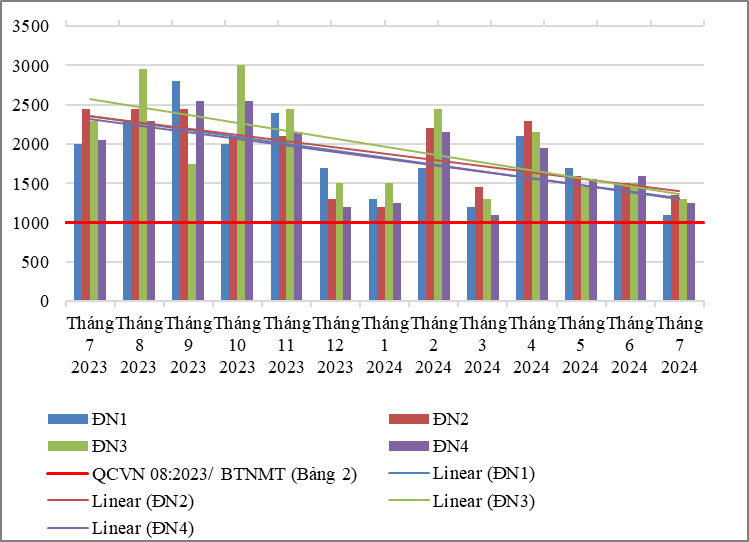 3500
3000
2500
2000
1500
1000
500
0
Tháng Tháng Tháng Tháng Tháng Tháng Tháng Tháng Tháng Tháng Tháng Tháng Tháng
7 8 9 10 11 12 1 2 3 4 5 6 7
2023 2023 2023 2023 2023 2023 2024 2024 2024 2024 2024 2024 2024
ĐN1 ĐN2
ĐN3 ĐN4
QCVN 08:2023/ BTNMT (Bảng 2) Linear (ĐN1)
Linear (ĐN2) Linear (ĐN3)
Linear (ĐN4)